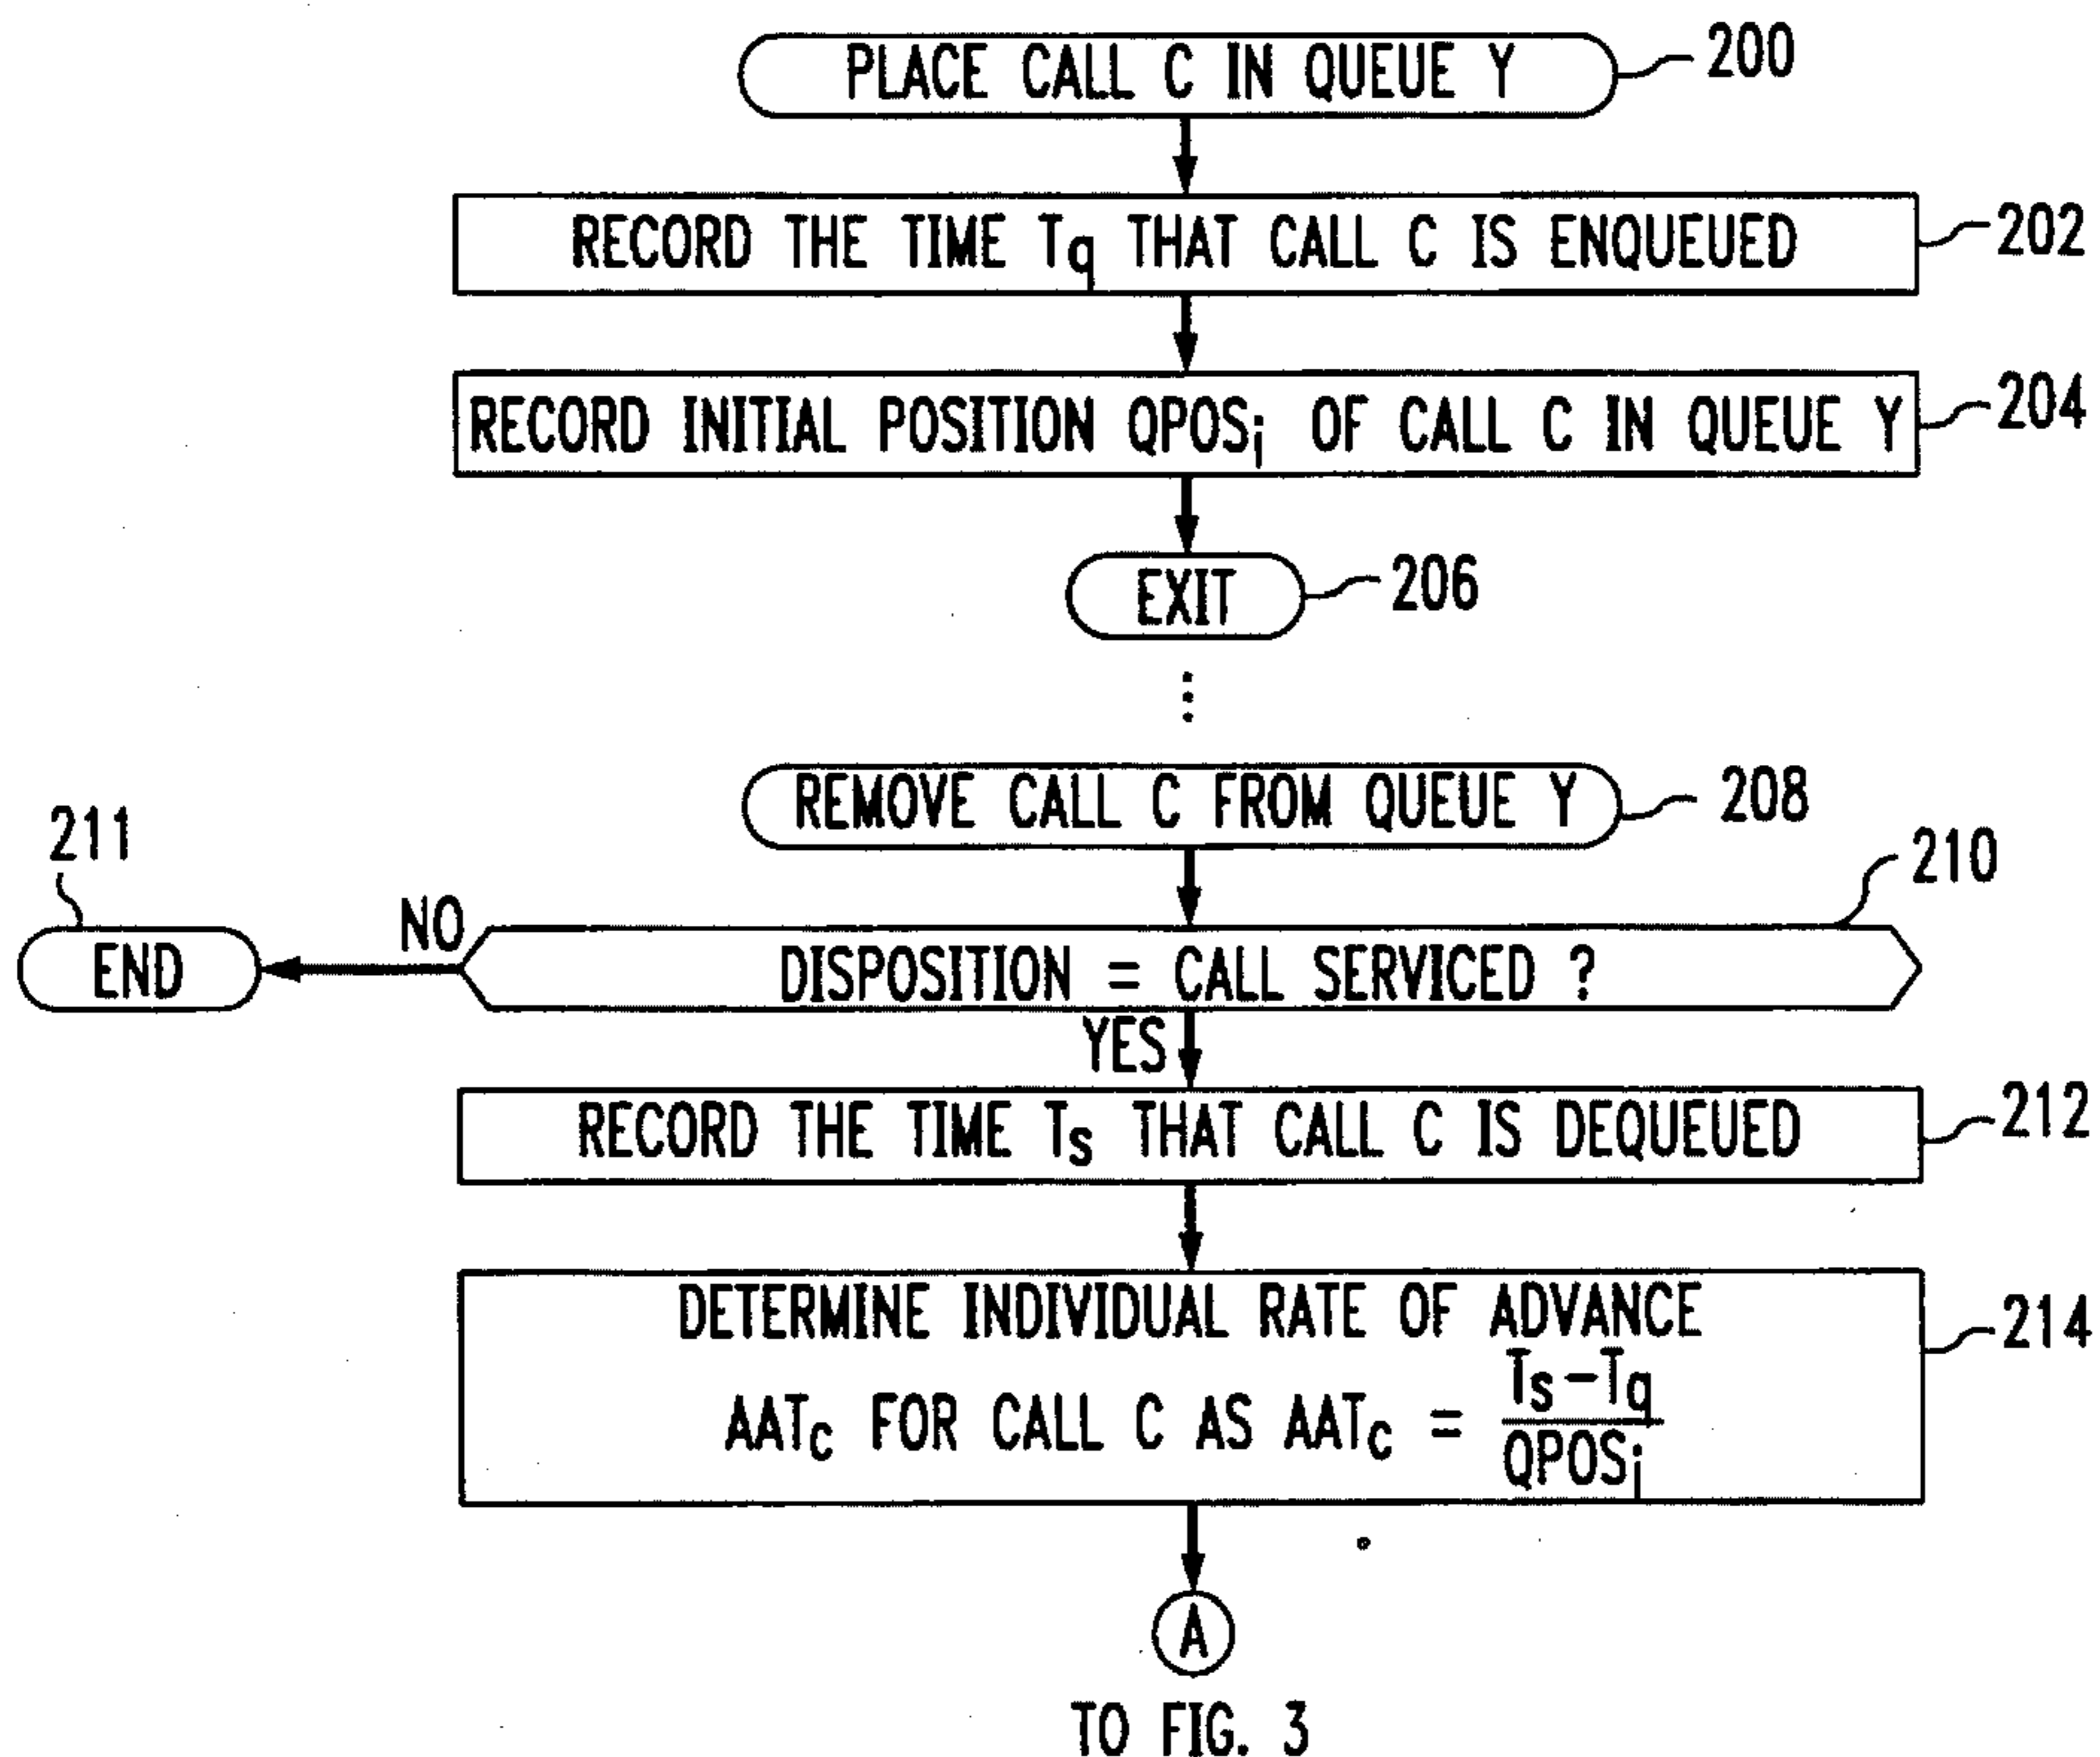 PLACE CALL C IN QUEUE Y
200
RECORD THE TIME Tq THAT CALL C IS ENQUEUED
202
RECORD INITIAL POSITION QPOSi OF CALL C IN QUEUE Y
204
EXIT
206
REMOVE CALL C FROM QUEUE Y
208
211
210
END
NO
DISPOSITION = CALL SERVICED ?
YES
RECORD THE TIME Ts THAT CALL C IS DEQUEUED
212
DETERMINE INDIVIDUAL RATE OF ADVANCE
214
AATc FOR CALL C AS AATc = Ts-Tq
QPOSi
A
TO FIG. 3